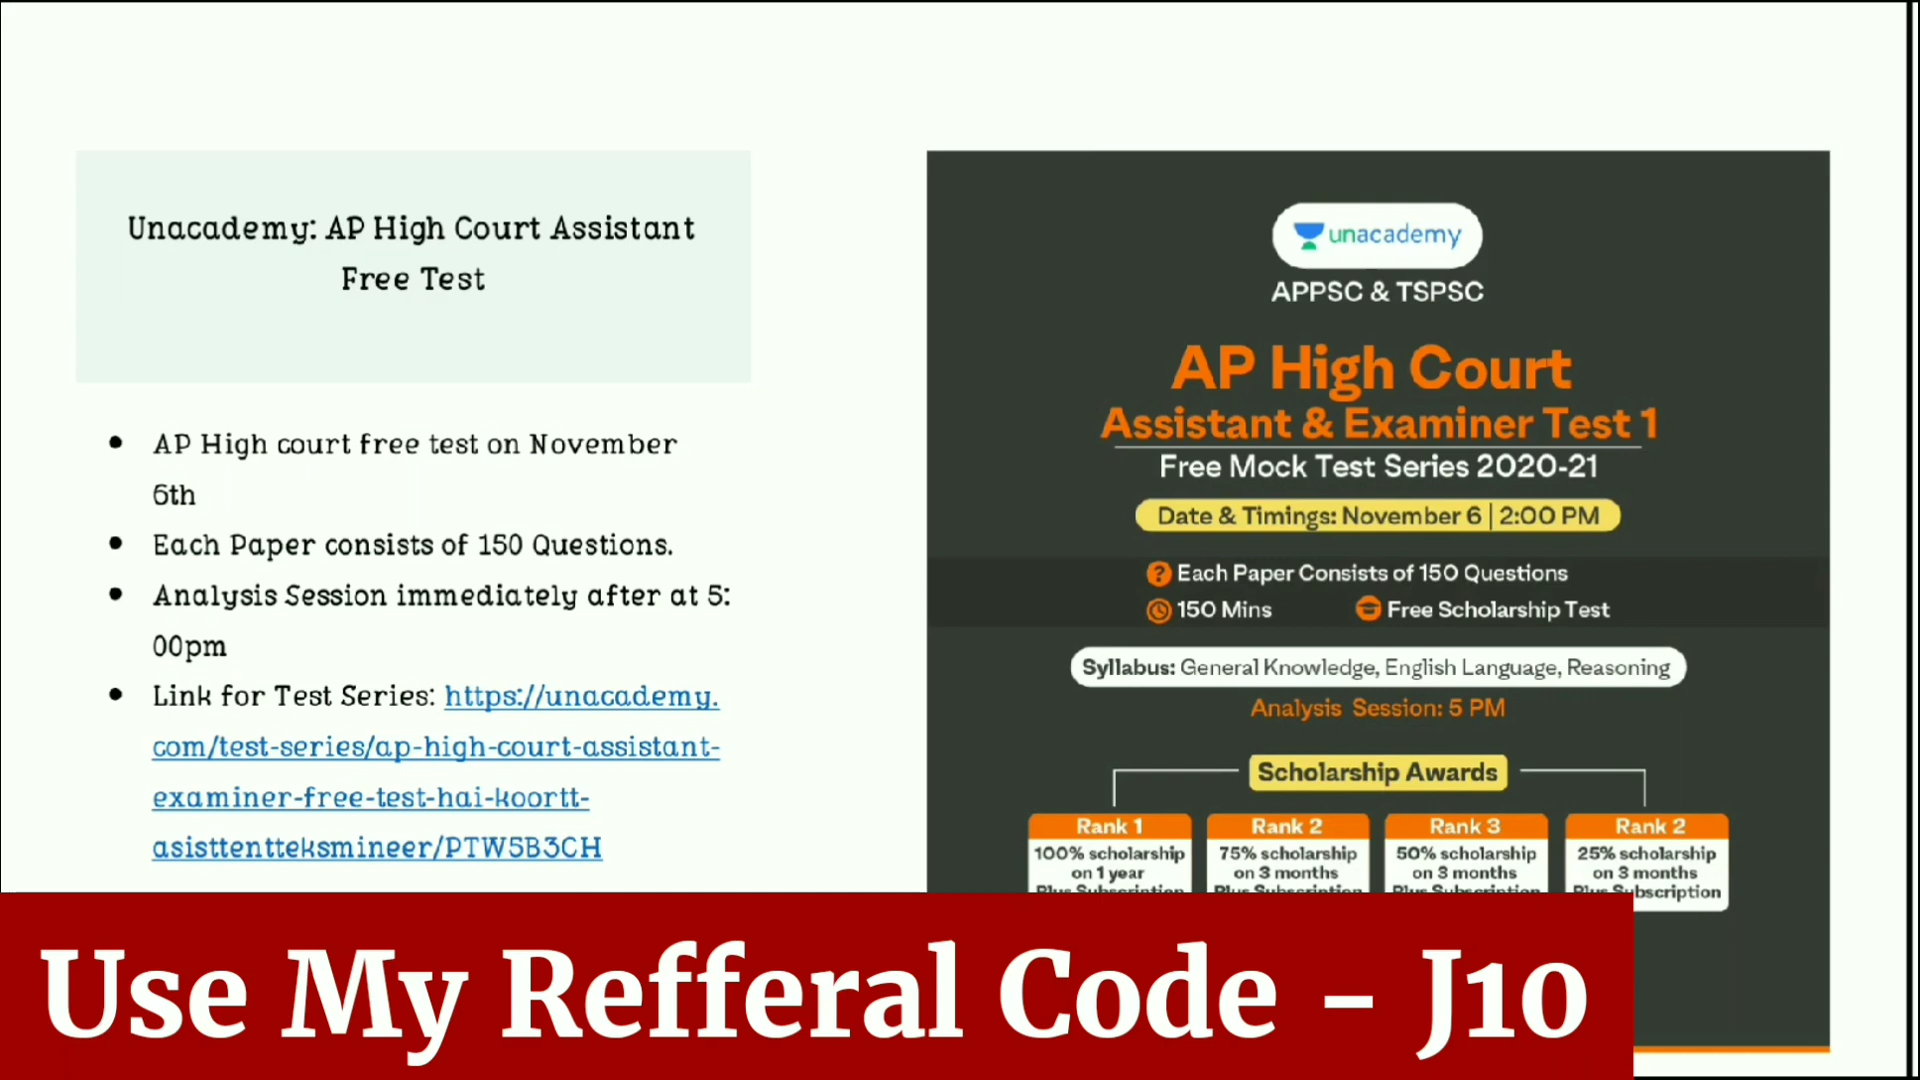 Unacademy: AP High Court Assistant
Free Test
AP High court free test on November
6th
Each Paper consists of 150 Questions.
Analysis Session immediately after at 5:
00pm
Link for Test Series: https://unacademy.
com/test-series/ap-high-court-assistant-
examiner-free-test-hai-koortt-
asisttentteksmineer/PTW5B3CH
unacademy
APPSC & TSPSC
AP High Court
Assistant & Examiner Test 1
Free Mock Test Series 2020-21
Date & Timings: November 6 | 2:00 PM
Each Paper Consists of 150 Questions
150 Mins Free Scholarship Test
Syllabus: General Knowledge, English Language, Reasoning
Analysis Session: 5 PM
Scholarship Awards
Rank 1
100% scholarship
on 1 year
Plus Subscription
Rank 2
75% scholarship
on 3 months
Plus Subscription
Rank 3
50% scholarship
on 3 months
Plus Subscription
Rank 2
25% scholarship
on 3 months
Plus Subscription
Use My Refferal Code - J10